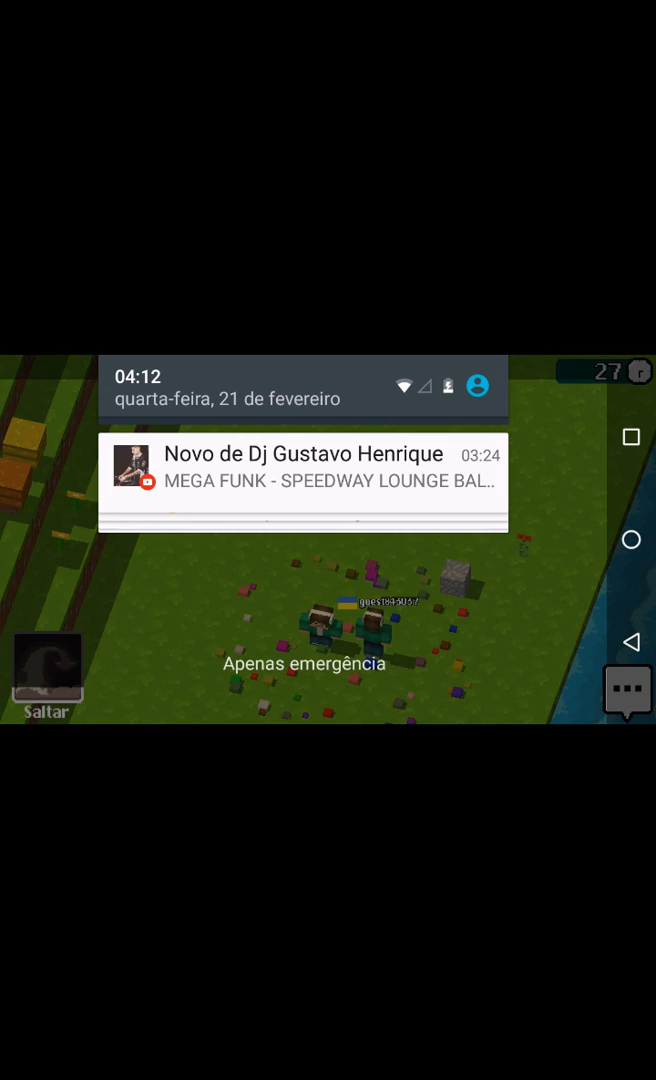 04:12
quarta-feira, 21 de fevereiro
27
Novo de Dj Gustavo Henrique 03:24
MEGA FUNK - SPEEDWAY LOUNGE BAL..
Apenas emergência
Saltar